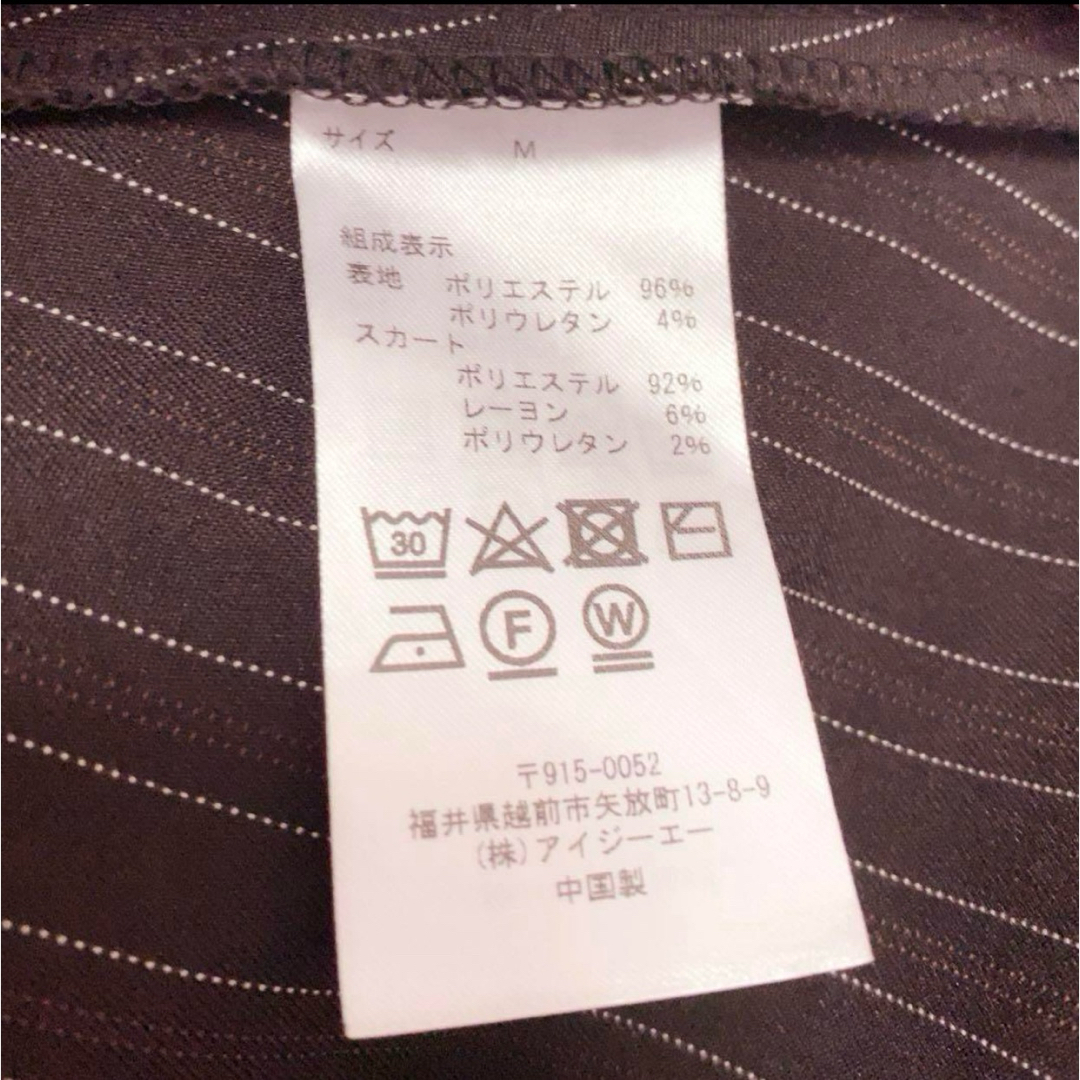 サイズ M
組成表示
表地 ポリエステル 96%
ポリウレタン 4%
スカート
ポリエステル 92%
レーヨン 6%
ポリウレタン 2%
30
F W
〒915-0052
福井県越前市矢放町13-8-9
(株)アイジーエー
中国製